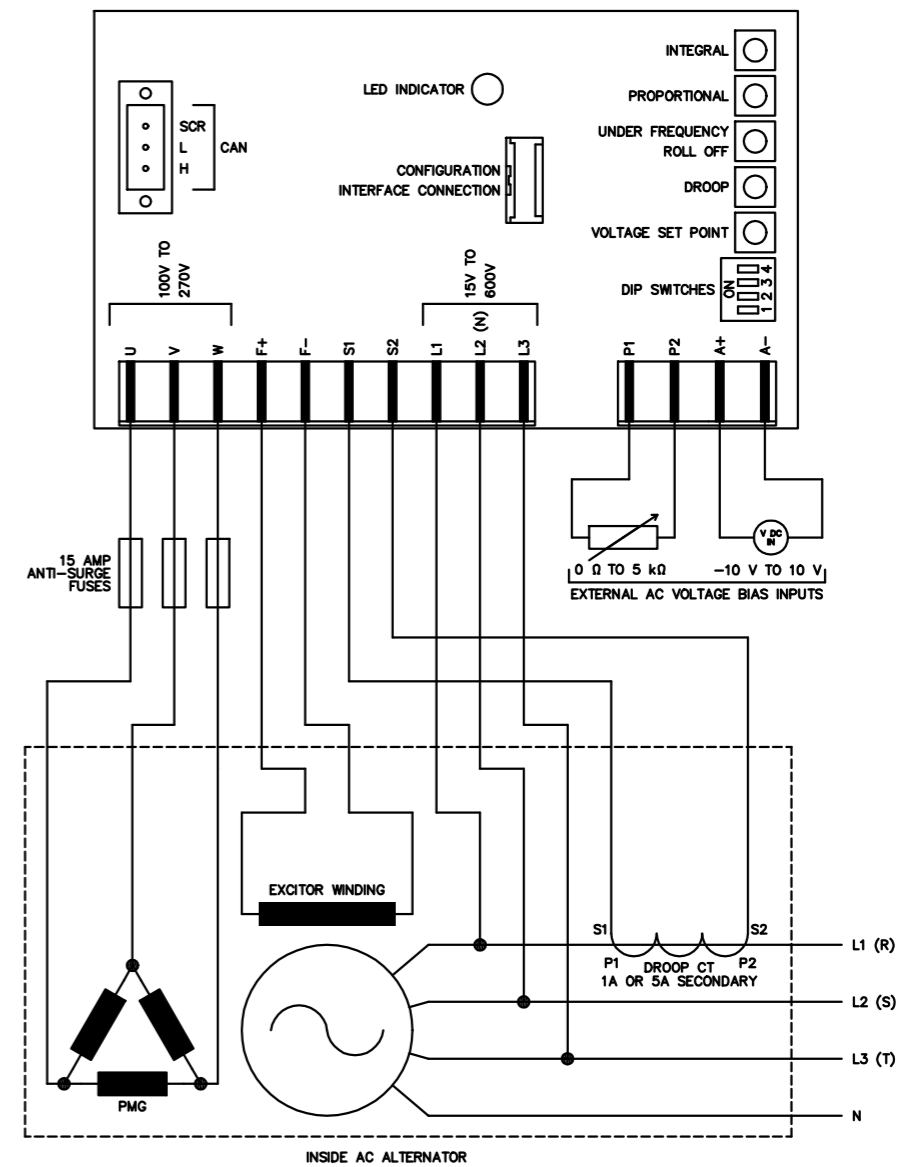 INTEGRAL
LED INDICATOR
PROPORTIONAL
SCR
L
H
CAN
UNDER FREQUENCY
ROLL OFF
CONFIGURATION
INTERFACE CONNECTION
DROOP
VOLTAGE SET POINT
100V TO
270V
15V TO
600V
DIP SWITCHES
ON
1 2 3 4
U
V
W
F+
F-
S1
S2
L1
L2 (N)
L3
P1
P2
A+
A-
15 AMP
ANTI-SURGE
FUSES
V DC
IN
0 Ω TO 5 kΩ
-10 V TO 10 V
EXTERNAL AC VOLTAGE BIAS INPUTS
EXCITOR WINDING
S1
S2
P1
P2
DROOP CT
1A OR 5A SECONDARY
L1 (R)
L2 (S)
L3 (T)
PMG
N
INSIDE AC ALTERNATOR